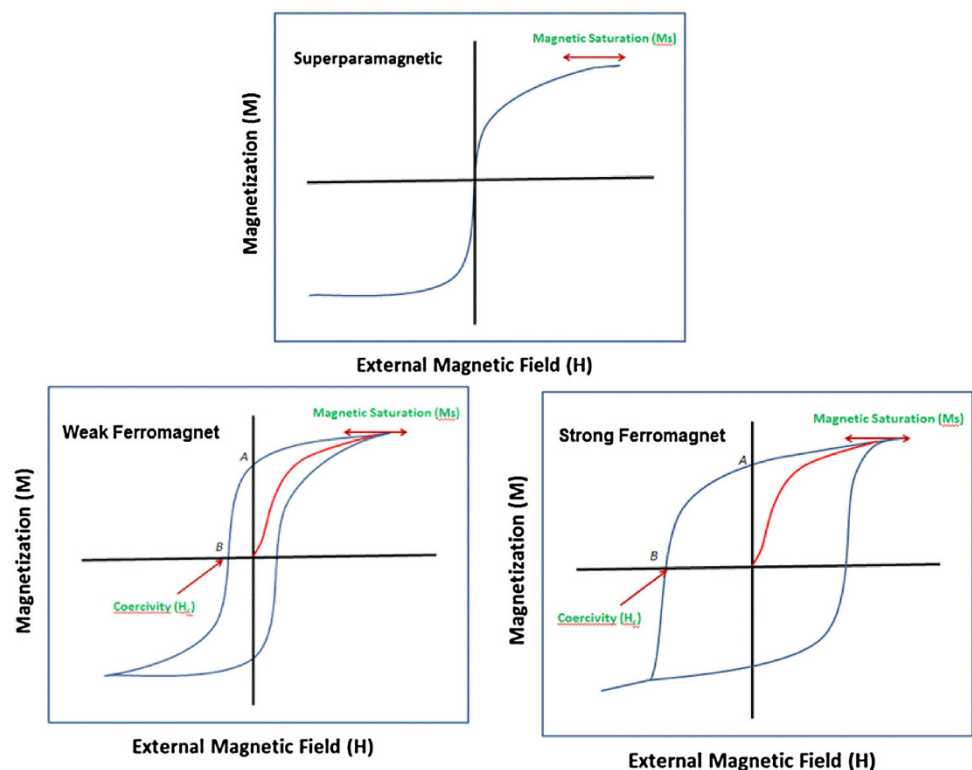 Magnetic Saturation (Ms)
Superparamagnetic
Magnetization (M)
External Magnetic Field (H)
Magnetic Saturation (Ms)
Weak Ferromagnet
A
B
Coercivity (Hc)
Magnetization (M)
External Magnetic Field (H)
Magnetic Saturation (Ms)
Strong Ferromagnet
A
B
Coercivity (Hc)
Magnetization (M)
External Magnetic Field (H)